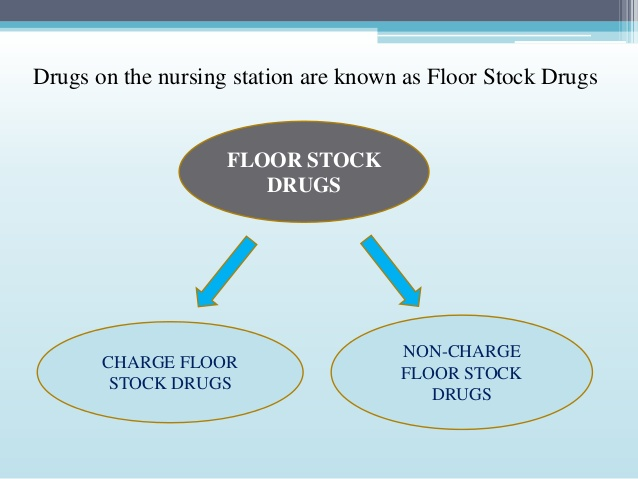 Drugs on the nursing station are known as Floor Stock Drugs
FLOOR STOCK
DRUGS
CHARGE FLOOR
STOCK DRUGS
NON-CHARGE
FLOOR STOCK
DRUGS